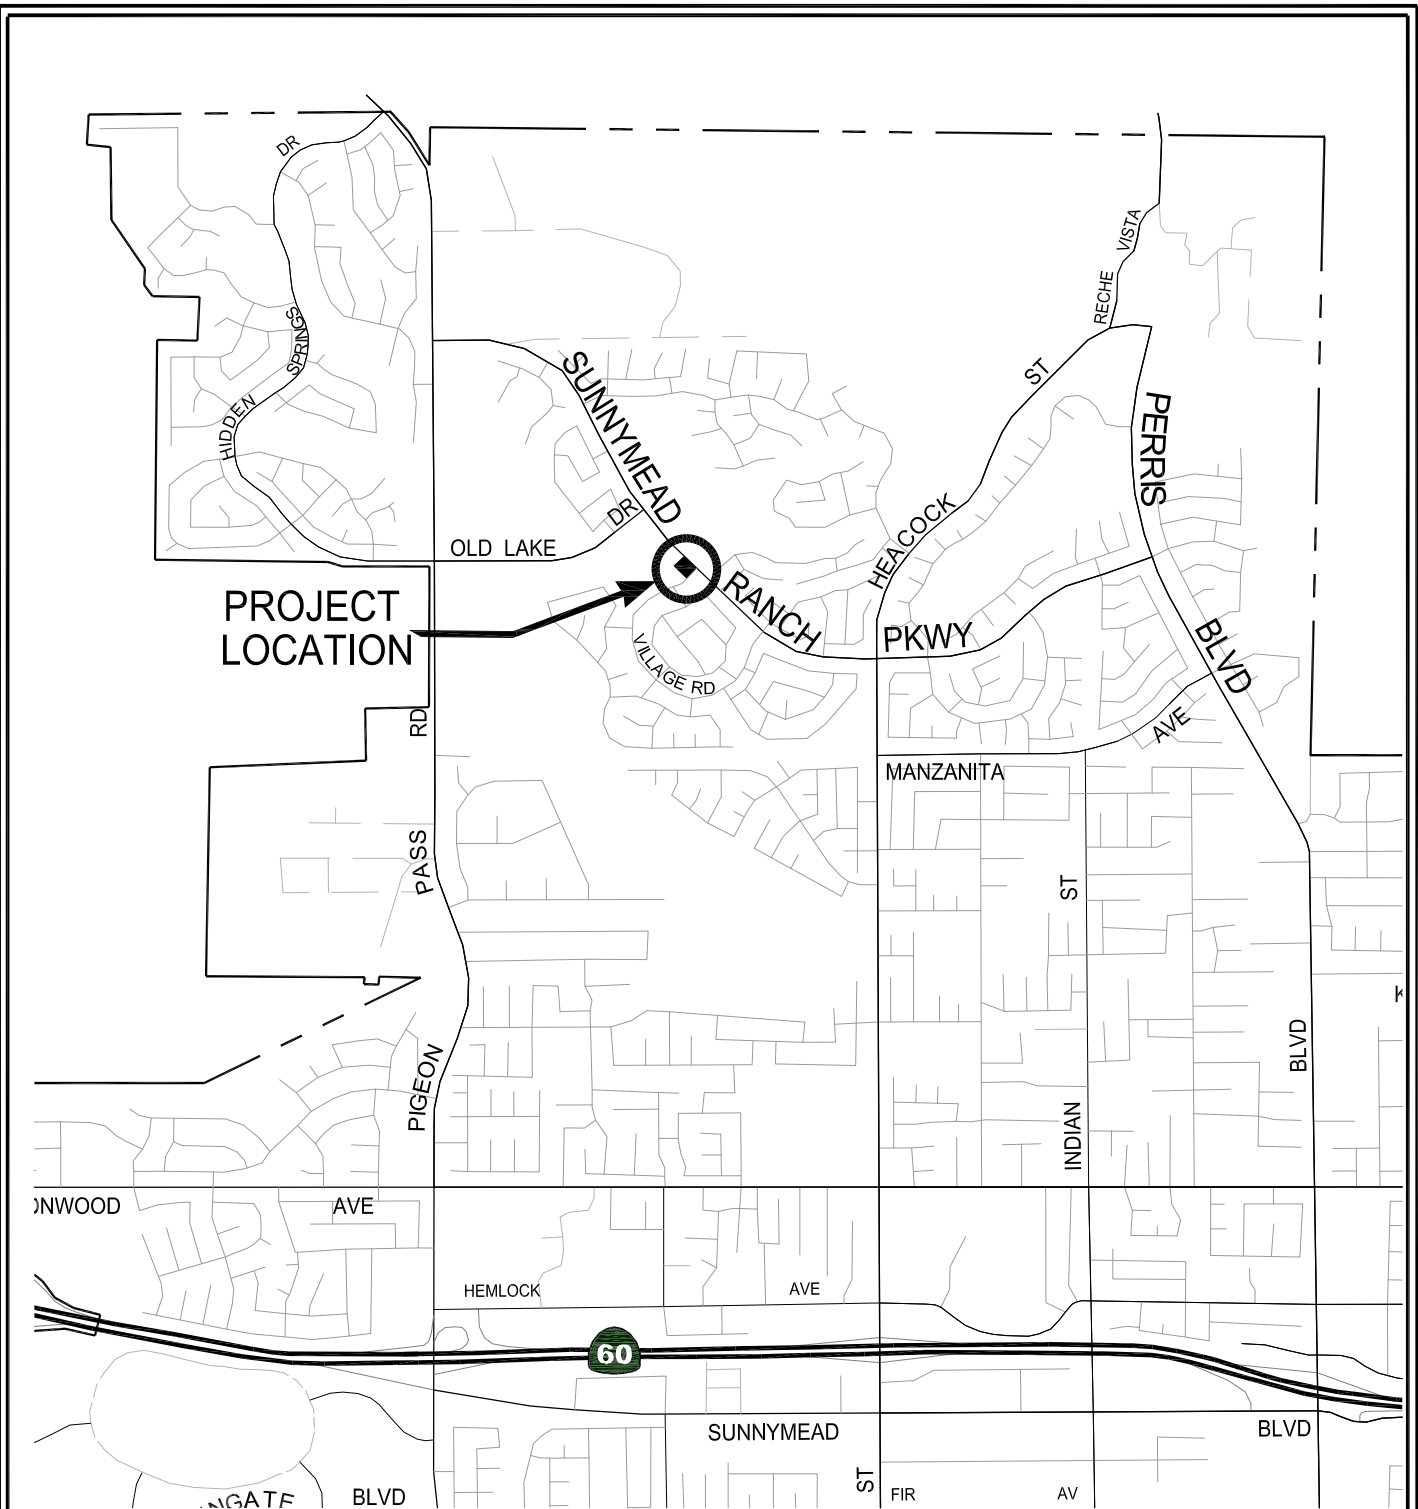 DR
RECHE VISTA
HIDDEN SPRINGS
ST
SUNNYMEAD
PERRIS
DR
HEACOCK
OLD LAKE
RANCH
PROJECT
LOCATION
PKWY
BLVD
VILLAGE RD
RD
AVE
MANZANITA
PASS
ST
BLVD
PIGEON
INDIAN
ONWOOD
AVE
HEMLOCK
AVE
60
SUNNYMEAD
BLVD
ST
NGATE
BLVD
FIR
AV